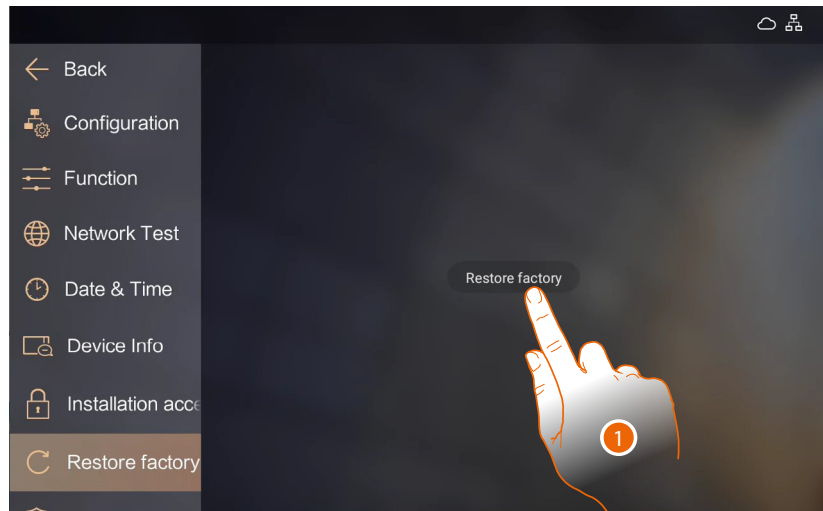 Back
Configuration
Function
Network Test
Date & Time
Device Info
Installation acce
Restore factory
Restore factory
1